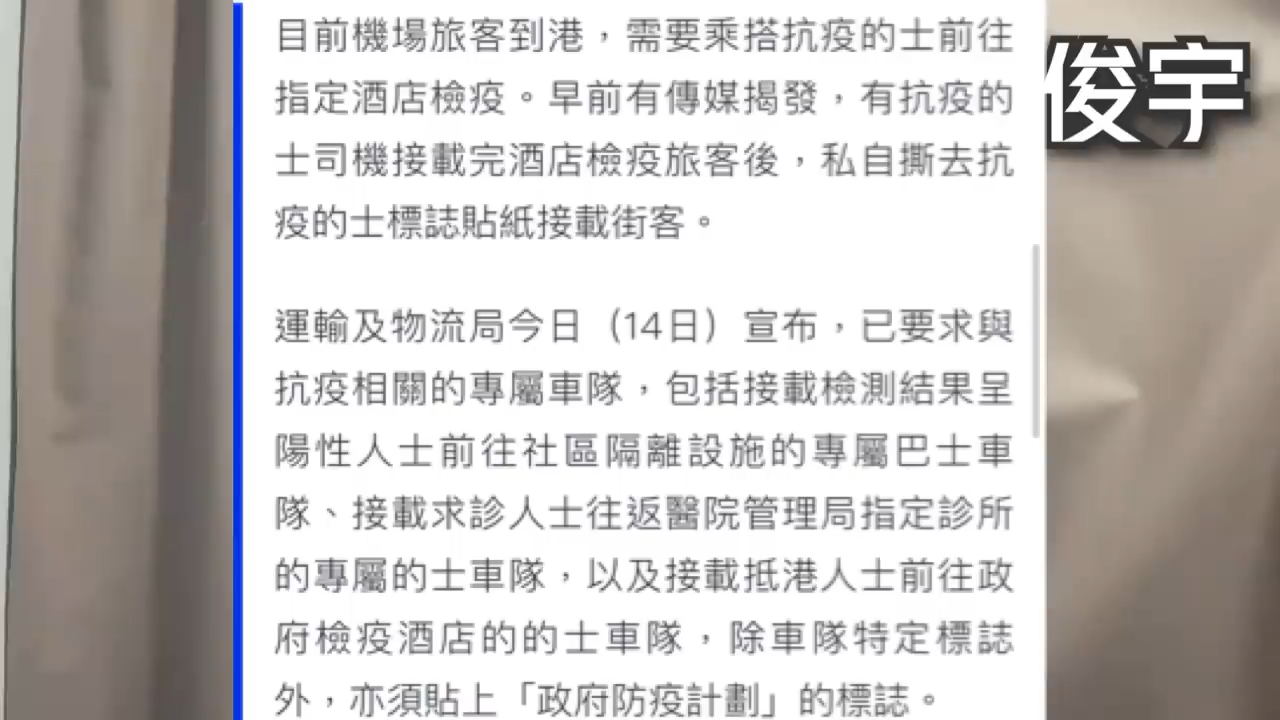 目前機場旅客到港，需要乘搭抗疫的士前往
指定酒店檢疫。早前有傳媒揭發，有抗疫的
士司機接載完酒店檢疫旅客後，私自撕去抗
疫的士標誌貼紙接載街客。
運輸及物流局今日（14日）宣布，已要求與
抗疫相關的專屬車隊，包括接載檢測結果呈
陽性人士前往社區隔離設施的專屬巴士車
隊、接載求診人士往返醫院管理局指定診所
的專屬的士車隊，以及接載抵港人士前往政
府檢疫酒店的的士車隊，除車隊特定標誌
外，亦須貼上「政府防疫計劃」的標誌。
俊宇